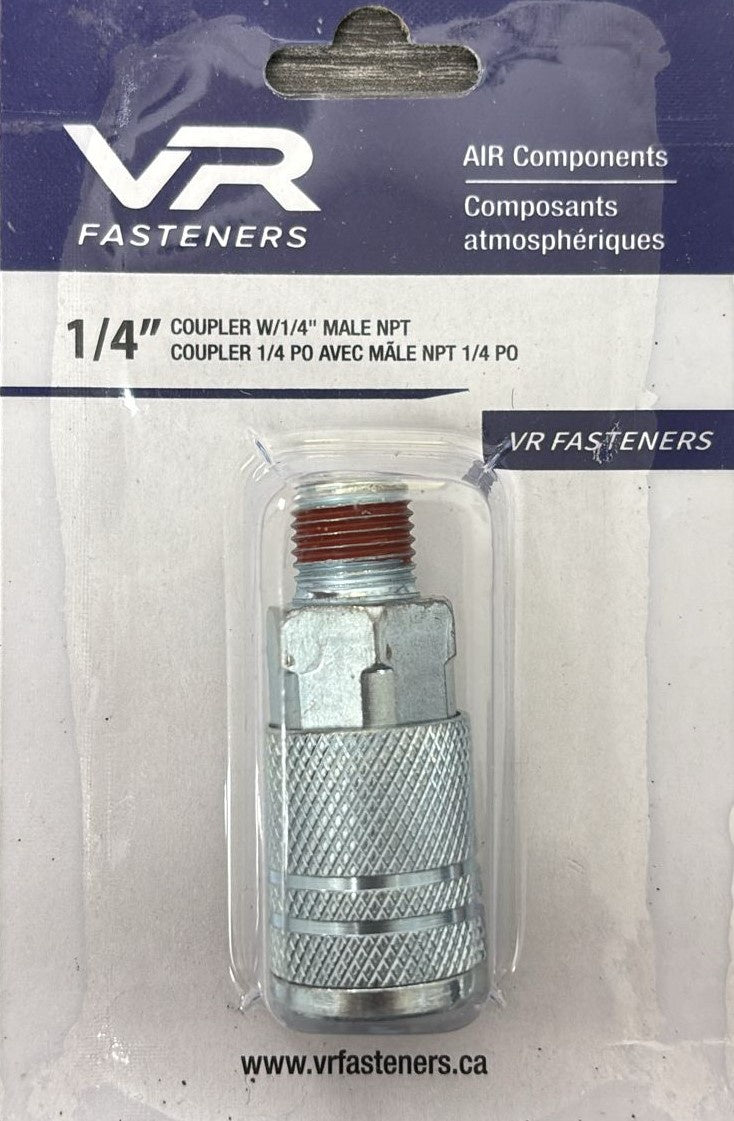 VR
FASTENERS
AIR Components
Composants
atmosphériques
1/4"
COUPLER W/1/4" MALE NPT
COUPLER 1/4 PO AVEC MÃLE NPT 1/4 PO
VR FASTENERS
www.vrfasteners.ca